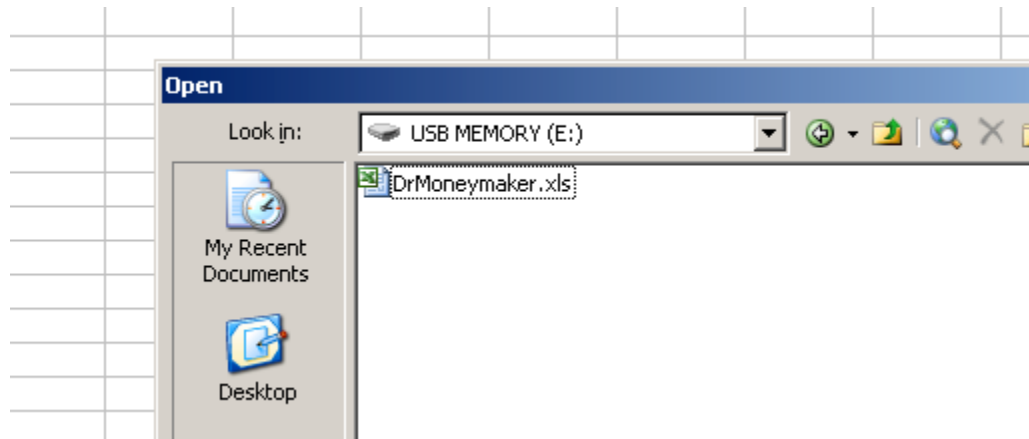 Open
Look in:
USB MEMORY (E:)
DrMoneymaker.xls
My Recent
Documents
Desktop